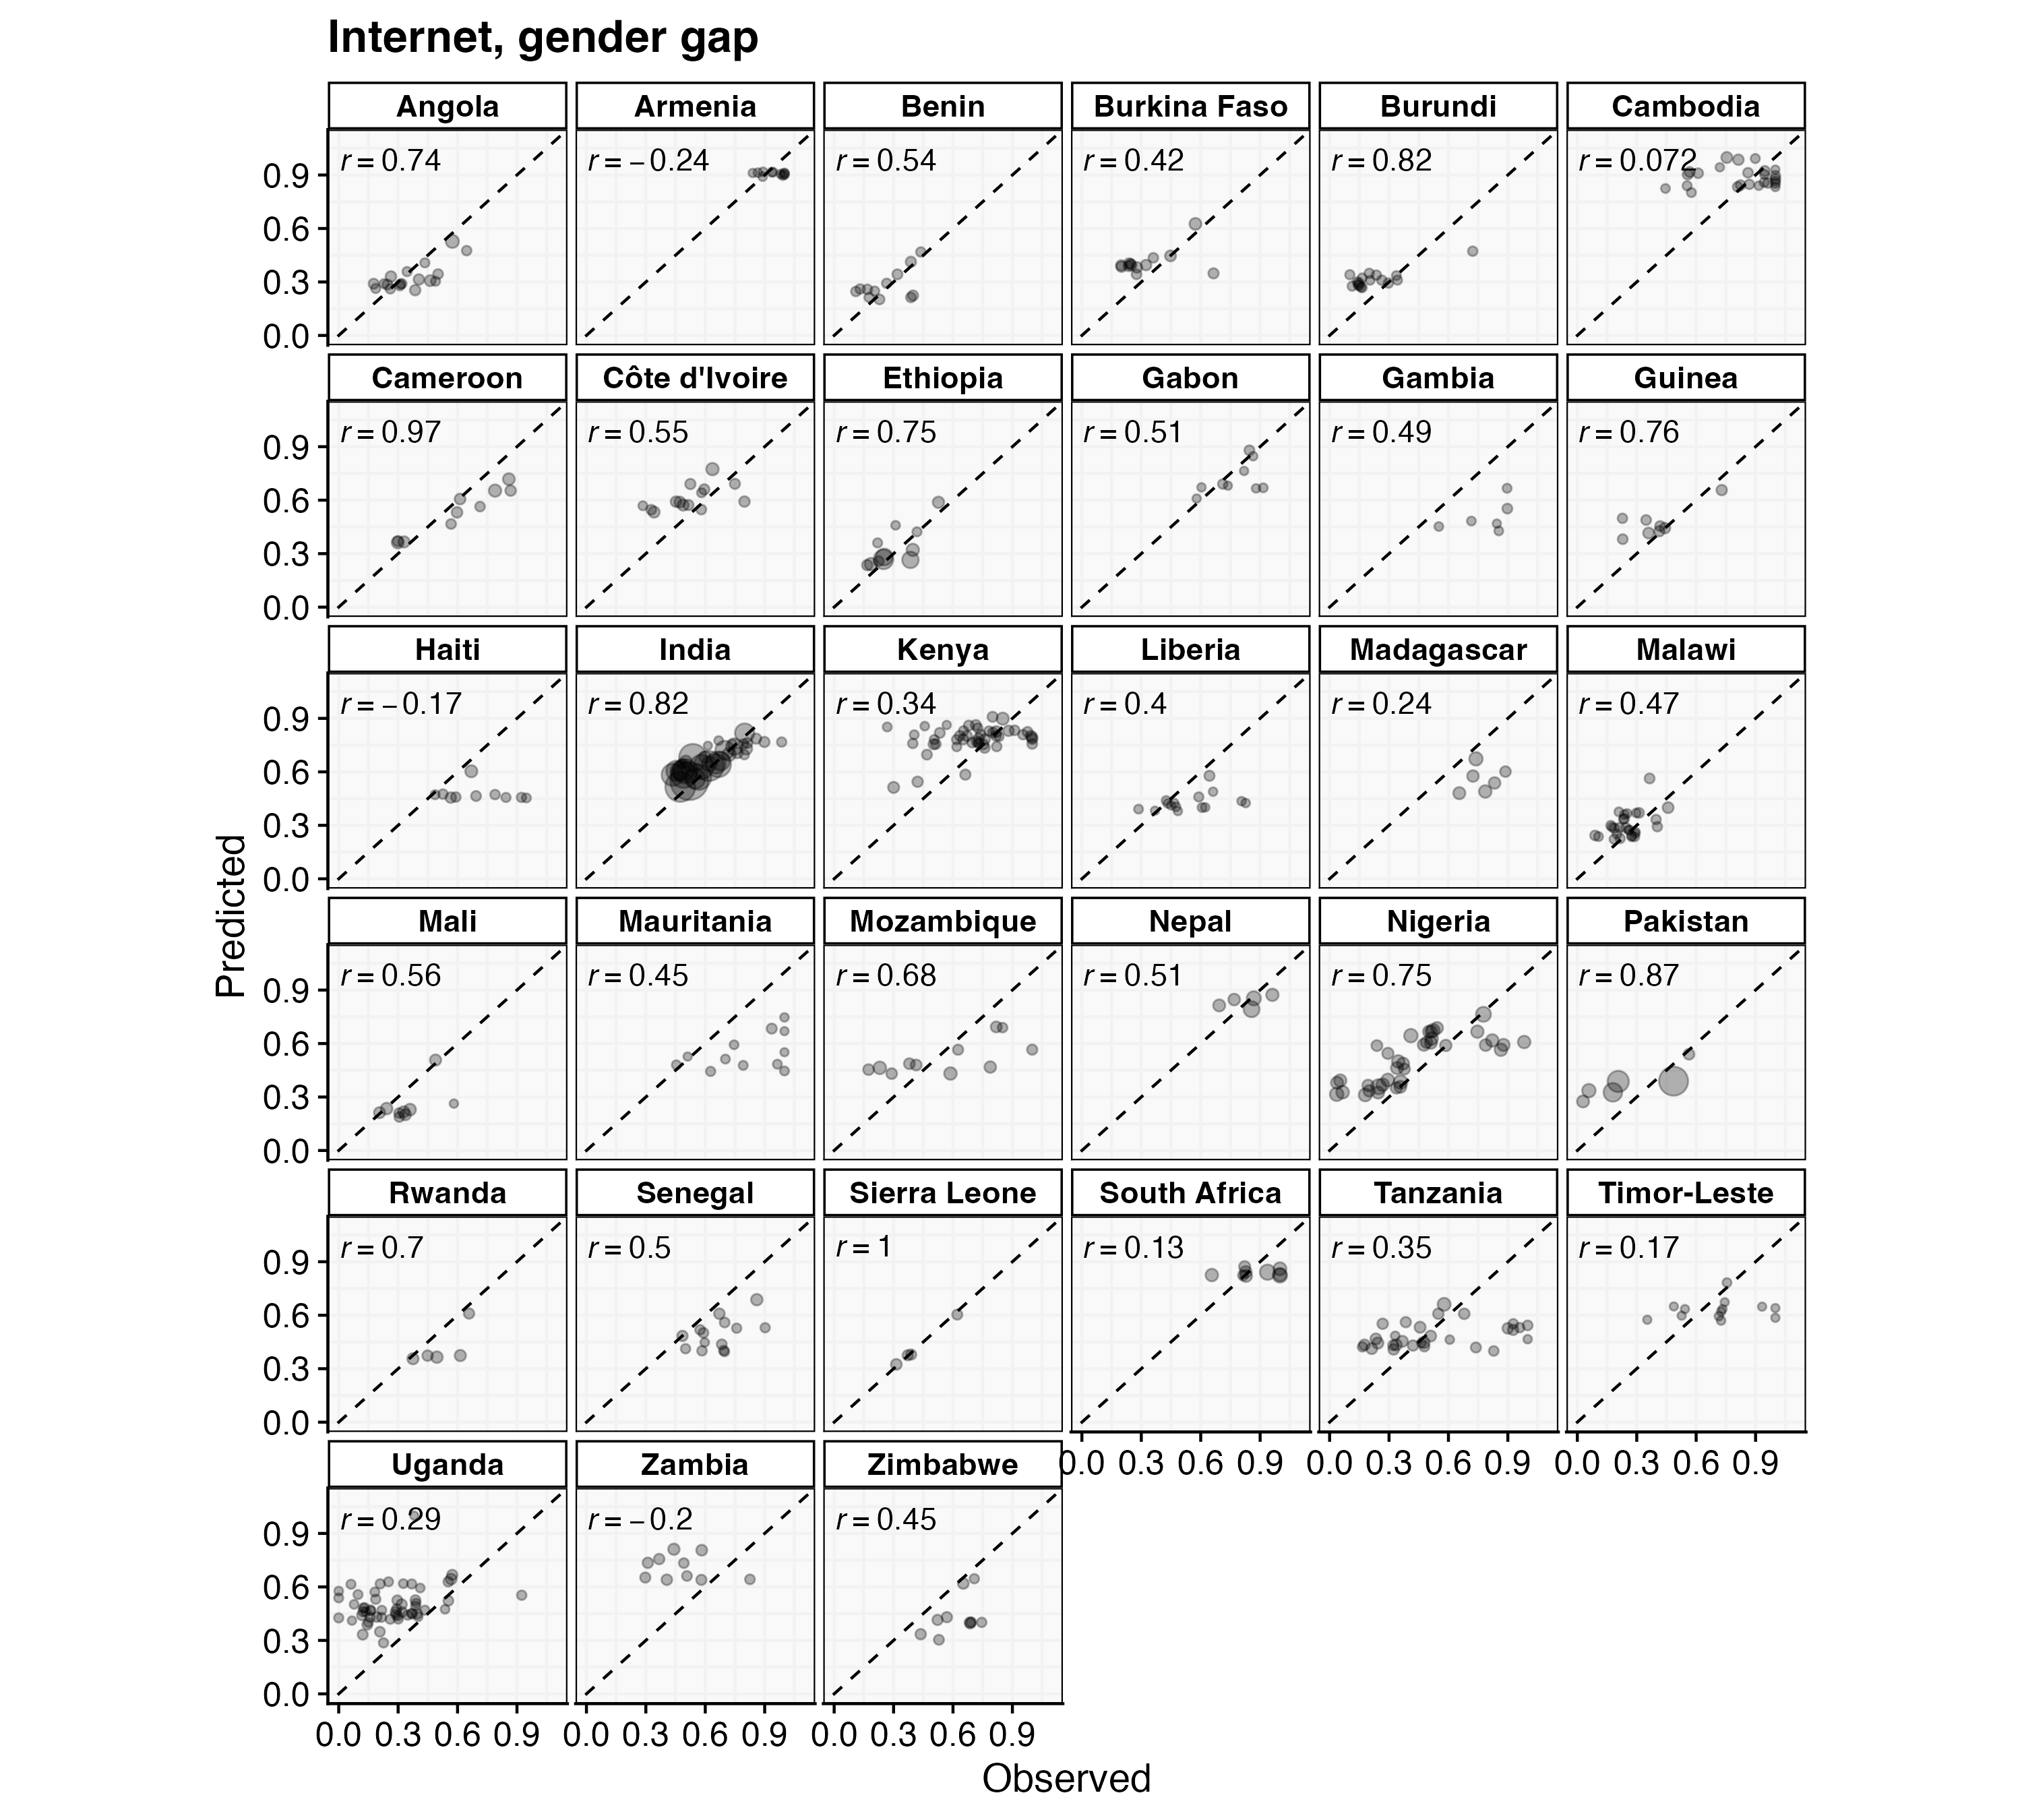 Internet, gender gap
Angola Armenia Benin Burkina Faso Burundi Cambodia
r = 0.74 r = −0.24 r = 0.54 r = 0.42 r = 0.82 r = 0.072
0.9
0.6
0.3
0.0
Cameroon Côte d'Ivoire Ethiopia Gabon Gambia Guinea
r = 0.97 r = 0.55 r = 0.75 r = 0.51 r = 0.49 r = 0.76
0.9
0.6
0.3
0.0
Haiti India Kenya Liberia Madagascar Malawi
r = −0.17 r = 0.82 r = 0.34 r = 0.4 r = 0.24 r = 0.47
0.9
0.6
0.3
0.0
Predicted
Mali Mauritania Mozambique Nepal Nigeria Pakistan
r = 0.56 r = 0.45 r = 0.68 r = 0.51 r = 0.75 r = 0.87
0.9
0.6
0.3
0.0
Rwanda Senegal Sierra Leone South Africa Tanzania Timor-Leste
r = 0.7 r = 0.5 r = 1 r = 0.13 r = 0.35 r = 0.17
0.9
0.6
0.3
0.0
0.0 0.3 0.6 0.9 0.0 0.3 0.6 0.9 0.0 0.3 0.6 0.9
Uganda Zambia Zimbabwe
r = 0.29 r = −0.2 r = 0.45
0.9
0.6
0.3
0.0
0.0 0.3 0.6 0.9 0.0 0.3 0.6 0.9 0.0 0.3 0.6 0.9
Observed